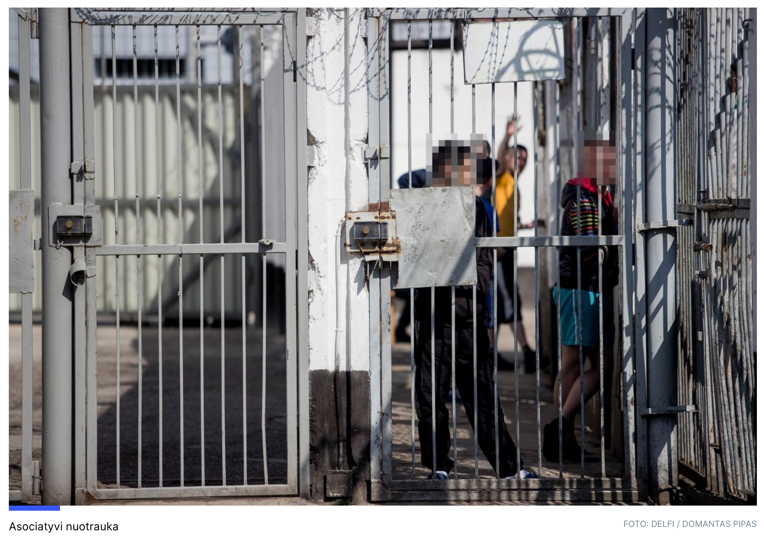 Asociatyvi nuotrauka
FOTO: DELFI / DOMANTAS PIPAS